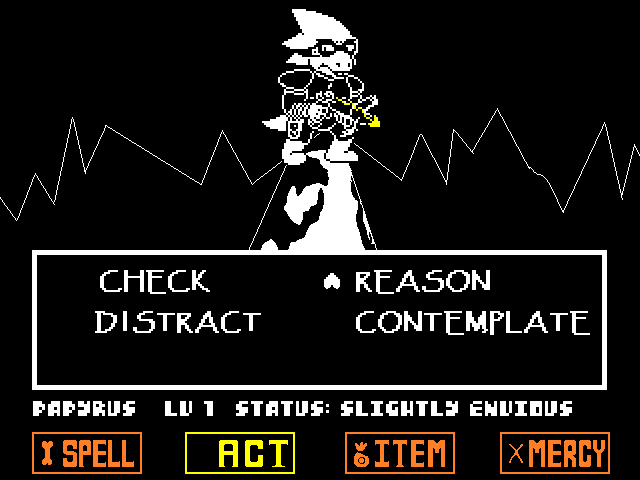 CHECK REASON
DISTRACT CONTEMPLATE
PAPYRUS LV 1 STATUS: SLIGHTLY ENVIOUS
SPELL ACT ITEM MERCY